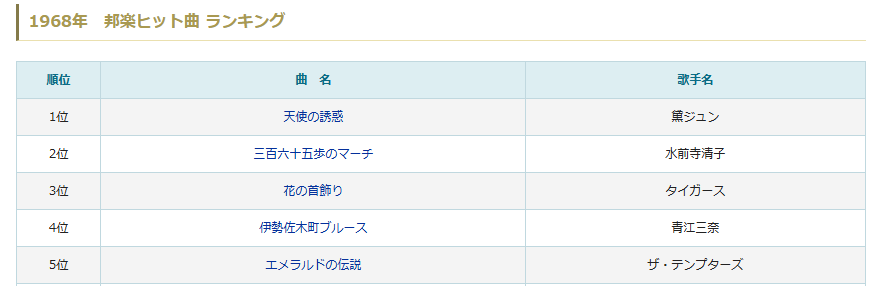 1968年　邦楽ヒット曲 ランキング
順位 曲　名 歌手名
1位 天使の誘惑 黛ジュン
2位 三百六十五歩のマーチ 水前寺清子
3位 花の首飾り タイガース
4位 伊勢佐木町ブルース 青江三奈
5位 エメラルドの伝説 ザ・テンプターズ